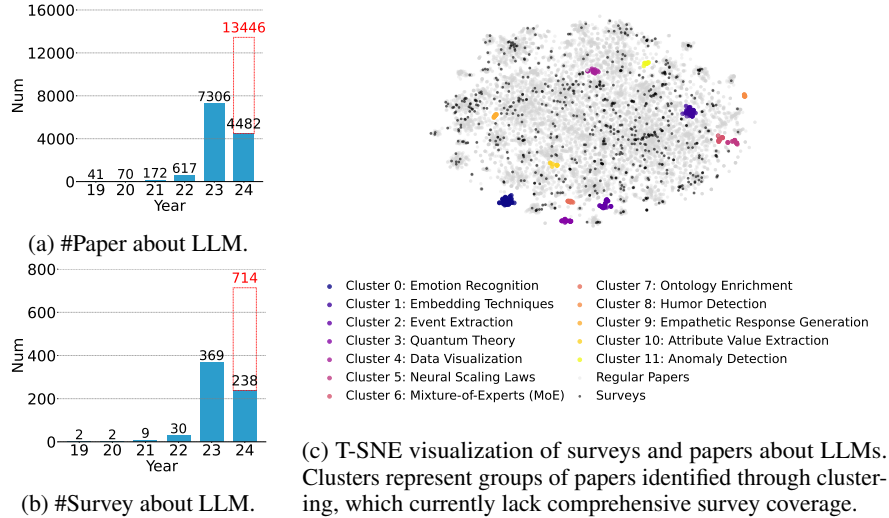 16000
12000
8000
4000
0
Num
13446
7306
4482
41 70 172 617
19 20 21 22 23 24
Year
(a) #Paper about LLM.
800
600
400
200
0
Num
714
369
238
2 2 9 30
19 20 21 22 23 24
Year
(b) #Survey about LLM.
Cluster 0: Emotion Recognition
Cluster 1: Embedding Techniques
Cluster 2: Event Extraction
Cluster 3: Quantum Theory
Cluster 4: Data Visualization
Cluster 5: Neural Scaling Laws
Cluster 6: Mixture-of-Experts (MoE)
Cluster 7: Ontology Enrichment
Cluster 8: Humor Detection
Cluster 9: Empathetic Response Generation
Cluster 10: Attribute Value Extraction
Cluster 11: Anomaly Detection
Regular Papers
Surveys
(c) T-SNE visualization of surveys and papers about LLMs.
Clusters represent groups of papers identified through cluster-
ing, which currently lack comprehensive survey coverage.